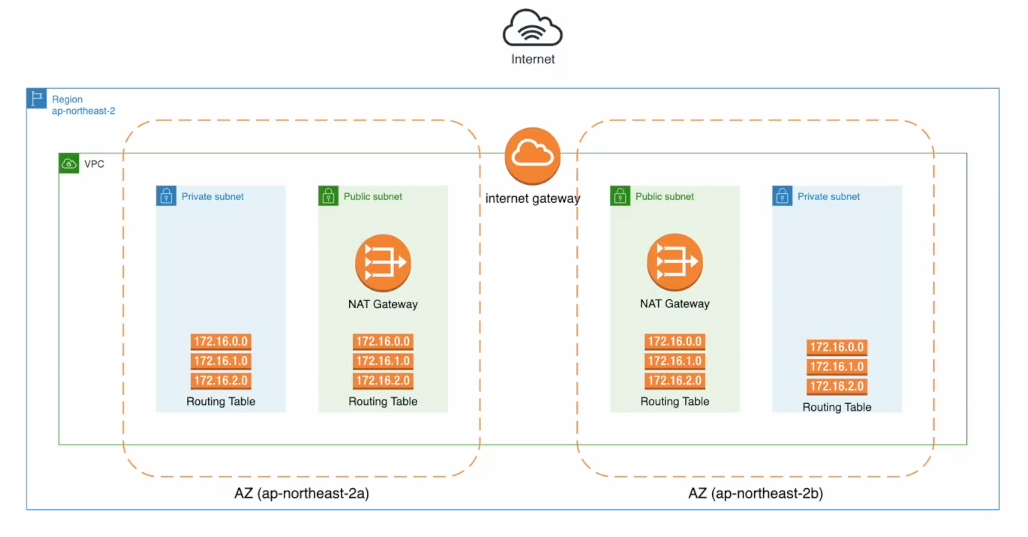 Internet
Region
ap-northeast-2
VPC
internet gateway
Private subnet
Public subnet
NAT Gateway
172.16.0.0
172.16.1.0
172.16.2.0
Routing Table
172.16.0.0
172.16.1.0
172.16.2.0
Routing Table
AZ (ap-northeast-2a)
Public subnet
Private subnet
NAT Gateway
172.16.0.0
172.16.1.0
172.16.2.0
Routing Table
172.16.0.0
172.16.1.0
172.16.2.0
Routing Table
AZ (ap-northeast-2b)